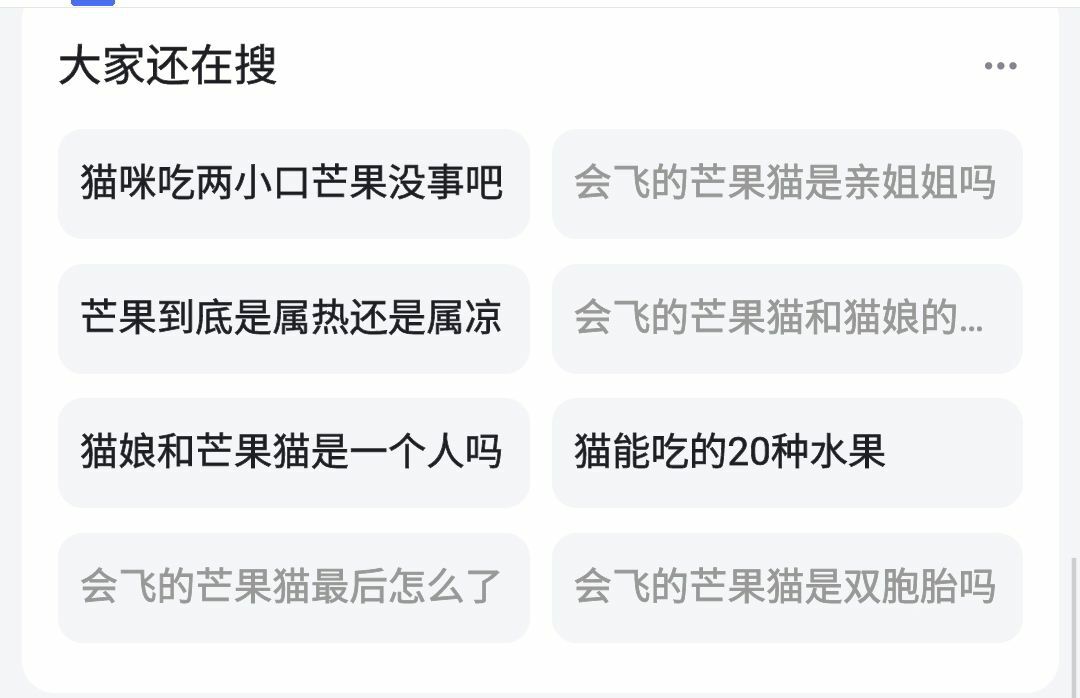 大家还在搜
猫咪吃两小口芒果没事吧
会飞的芒果猫是亲姐姐吗
芒果到底是属热还是属凉
会飞的芒果猫和猫娘的...
猫娘和芒果猫是一个人吗
猫能吃的20种水果
会飞的芒果猫最后怎么了
会飞的芒果猫是双胞胎吗